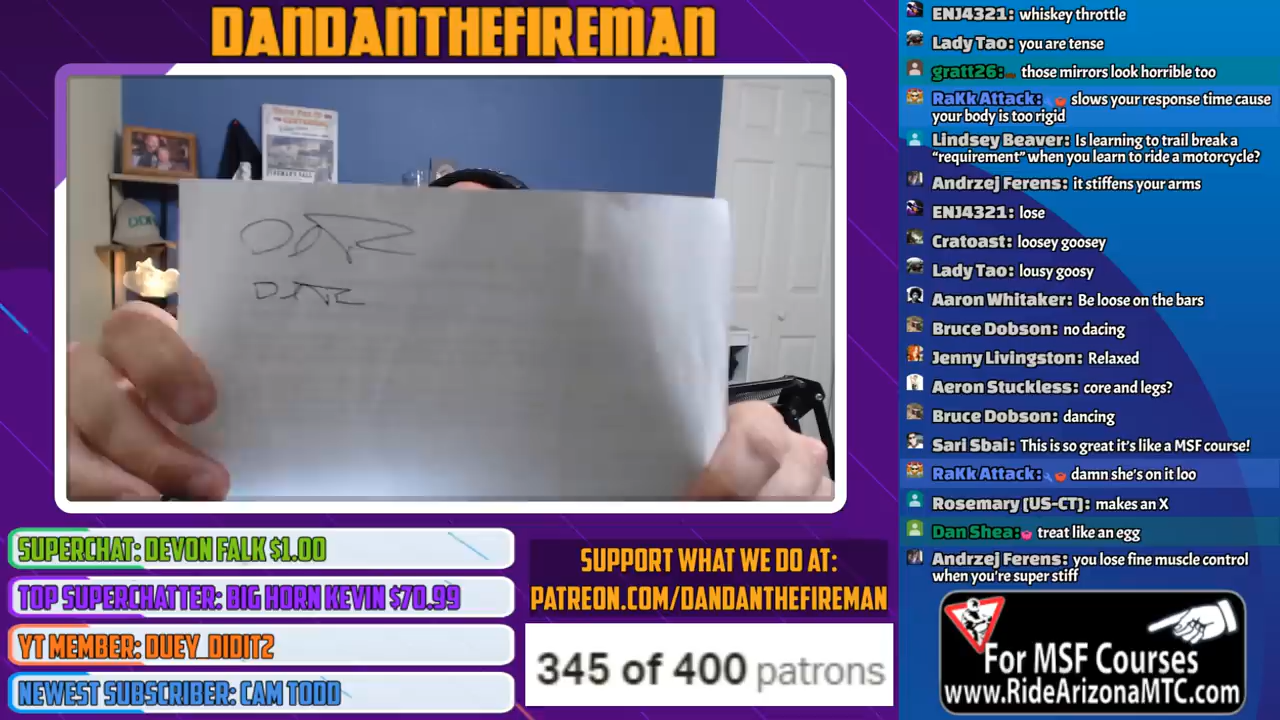 DANDANTHEFIREMAN
ENJ4321: whiskey throttle
Lady Tao: you are tense
gratt26: those mirrors look horrible too
RaKk Attack: slows your response time cause
your body is too rigid
Lindsey Beaver: Is learning to trail break a
“requirement” when you learn to ride a motorcycle?
Andrzej Ferens: it stiffens your arms
ENJ4321: lose
Cratoast: loosey goosey
Lady Tao: lousy goosy
Aaron Whitaker: Be loose on the bars
Bruce Dobson: no dacing
Jenny Livingston: Relaxed
Aeron Stuckless: core and legs?
Bruce Dobson: dancing
Sari Sbai: This is so great it’s like a MSF course!
RaKk Attack: damn she’s on it loo
Rosemary (US-CT): makes an X
Dan Shea: treat like an egg
Andrzej Ferens: you lose fine muscle control
when you're super stiff
SUPERCHAT: DEVON FALK $1.00
TOP SUPERCHATTER: BIG HORN KEVIN $70.99
YT MEMBER: DUEY_DIDIT2
NEWEST SUBSCRIBER: CAM TODD
SUPPORT WHAT WE DO AT:
PATREON.COM/DANDANTHEFIREMAN
345 of 400 patrons
For MSF Courses
www.RideArizonaMTC.com